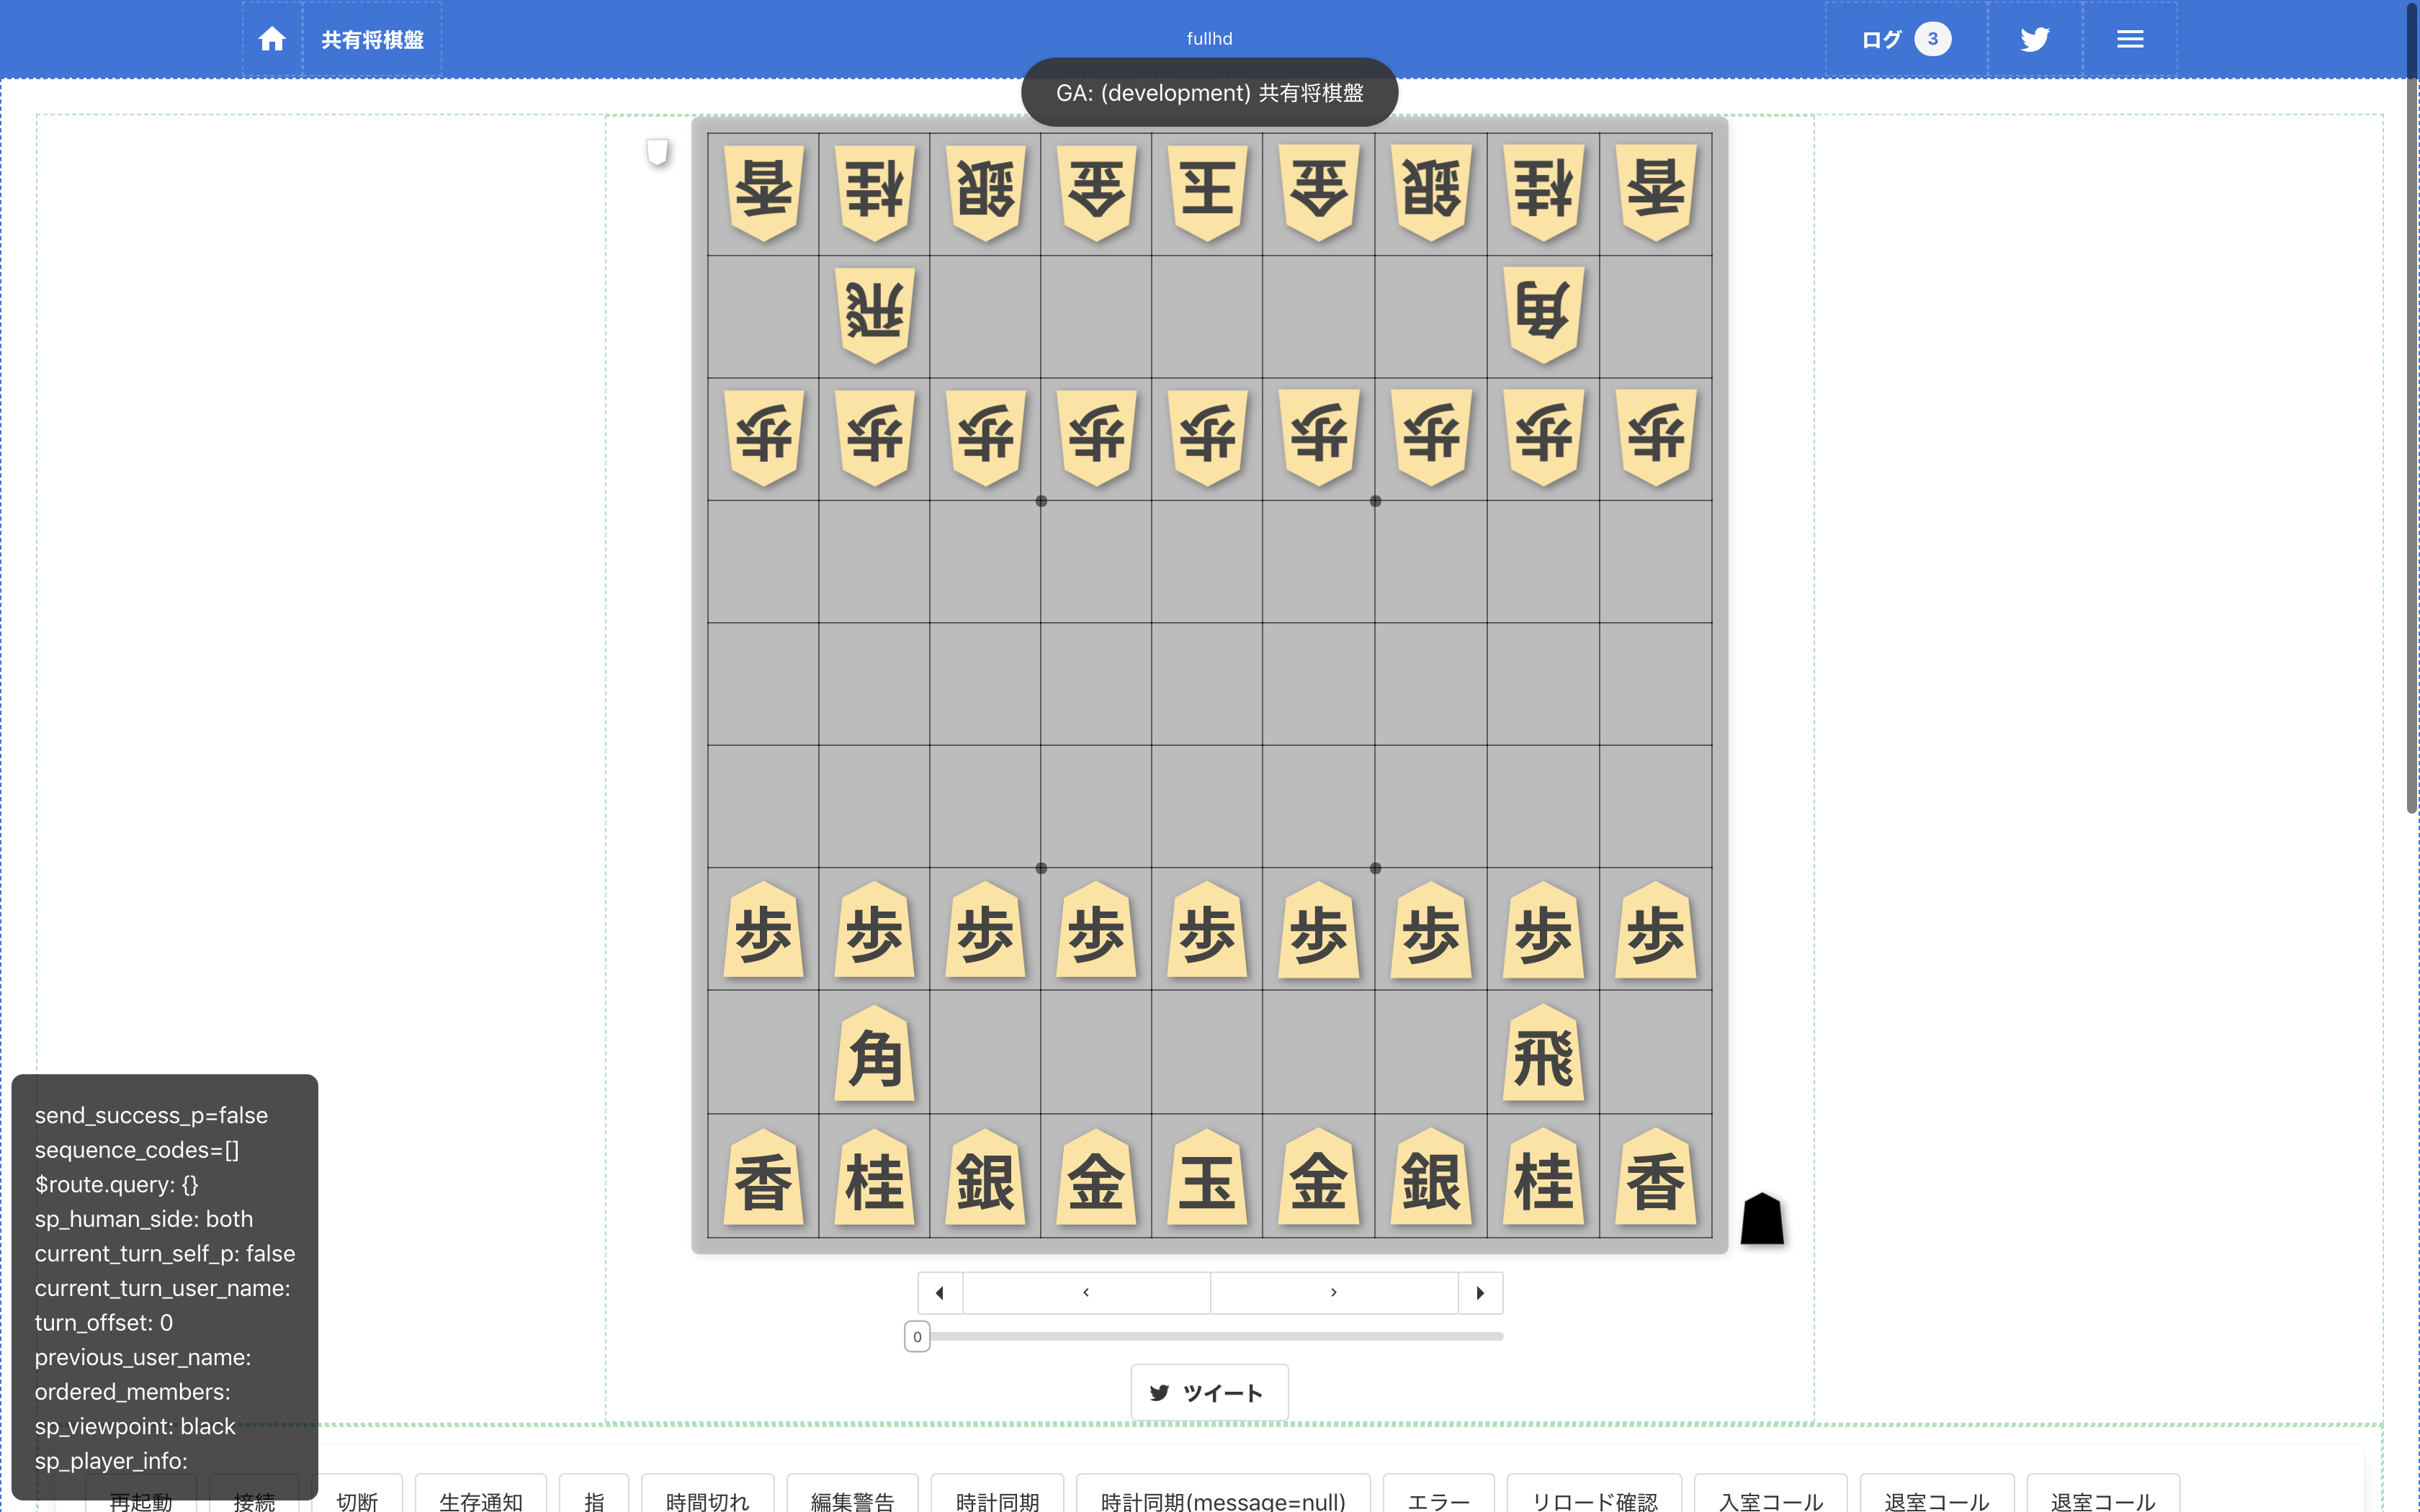 共有将棋盤 fullhd ログ 3
GA: (development) 共有将棋盤
香 桂 銀 金 玉 金 銀 桂 香
飛 角
歩 歩 歩 歩 歩 歩 歩 歩 歩
歩 歩 歩 歩 歩 歩 歩 歩 歩
角 飛
香 桂 銀 金 玉 金 銀 桂 香
0
ツイート
send_success_p=false
sequence_codes=[]
$route.query: {}
sp_human_side: both
current_turn_self_p: false
current_turn_user_name:
turn_offset: 0
previous_user_name:
ordered_members:
sp_viewpoint: black
sp_player_info:
再起動 接続 切断 生存通知 指 時間切れ 編集警告 時計同期 時計同期(message=null) エラー リロード確認 入室コール 退室コール 退室コール